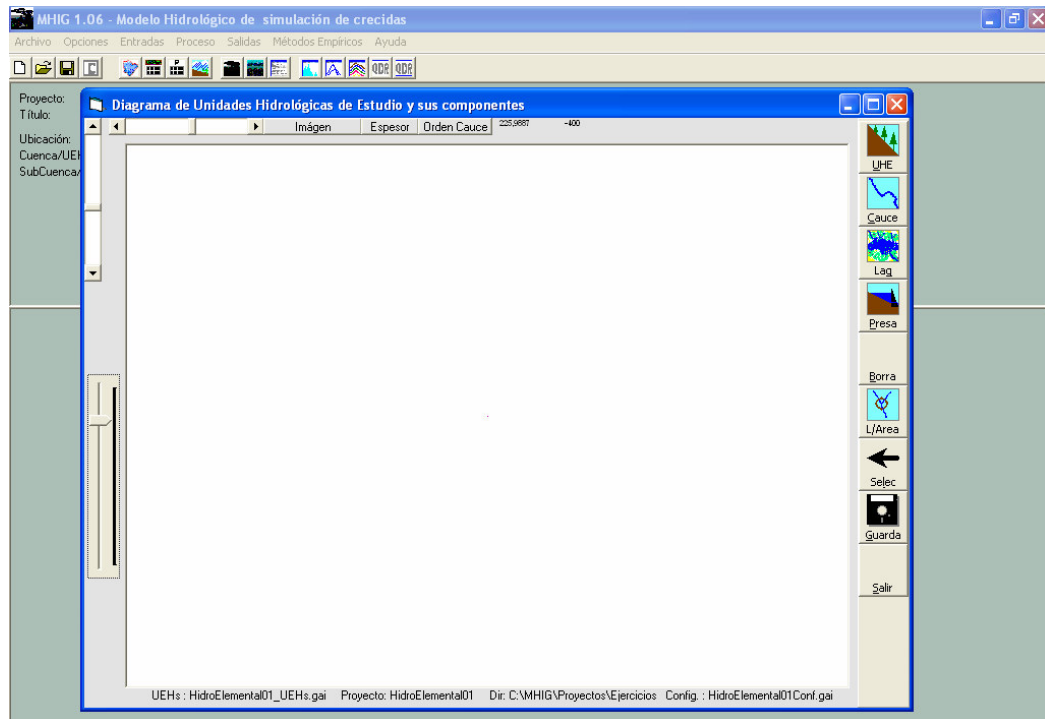 MHIG 1.06 - Modelo Hidrológico de simulación de crecidas
Archivo Opciones Entradas Proceso Salidas Métodos Empíricos Ayuda
QDR QDR
Proyecto:
Título:
Ubicación:
Cuenca/UEH
SubCuenca/
Diagrama de Unidades Hidrológicas de Estudio y sus componentes
Imágen Espesor Orden Cauce 225,9887 -400
UHE
Cauce
Lag
Presa
Borra
L/Area
Selec
Guarda
Salir
UEHs : HidroElemental01_UEHs.gai Proyecto: HidroElemental01 Dir: C:\MHIG\Proyectos\Ejercicios Config. : HidroElemental01Conf.gai